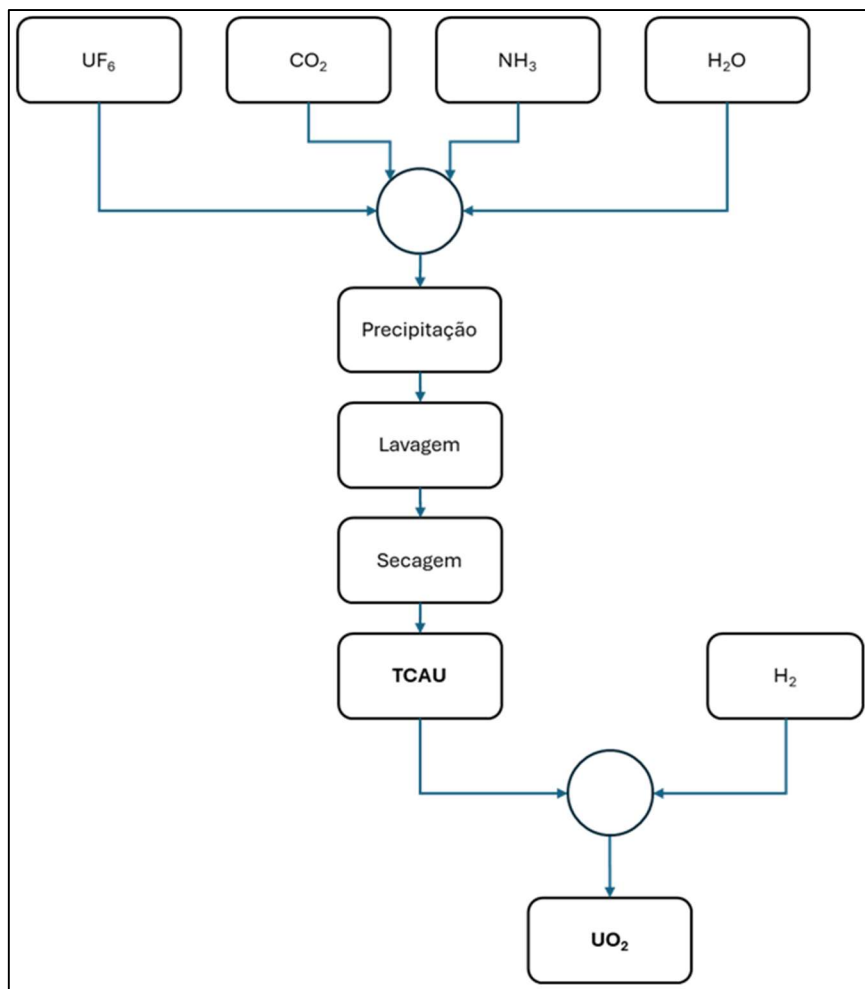 UF₆
CO₂
NH₃
H₂O
Precipitação
Lavagem
Secagem
TCAU
H₂
UO₂